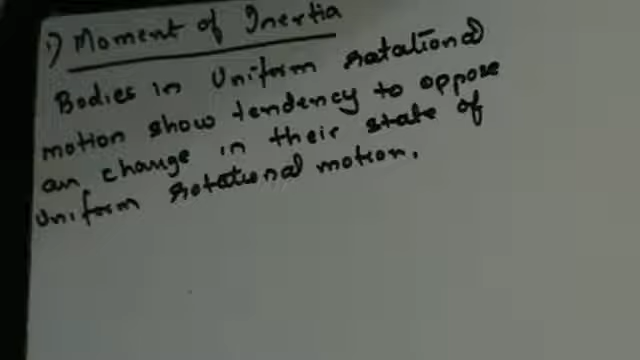 1) Moment of Inertia
Bodies in Uniform rotational
motion show tendency to oppose
an change in their state of
Uniform rotational motion.